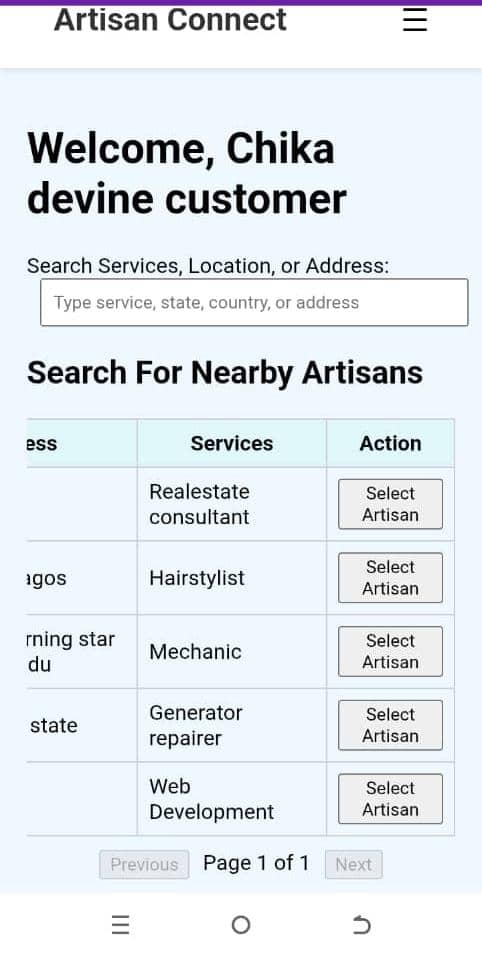 Artisan Connect
Welcome, Chika
devine customer
Search Services, Location, or Address:
Type service, state, country, or address
Search For Nearby Artisans
ess Services Action
Realestate
consultant
Select
Artisan
agos Hairstylist
Select
Artisan
rning star
du
Mechanic
Select
Artisan
state
Generator
repairer
Select
Artisan
Web
Development
Select
Artisan
Previous Page 1 of 1 Next